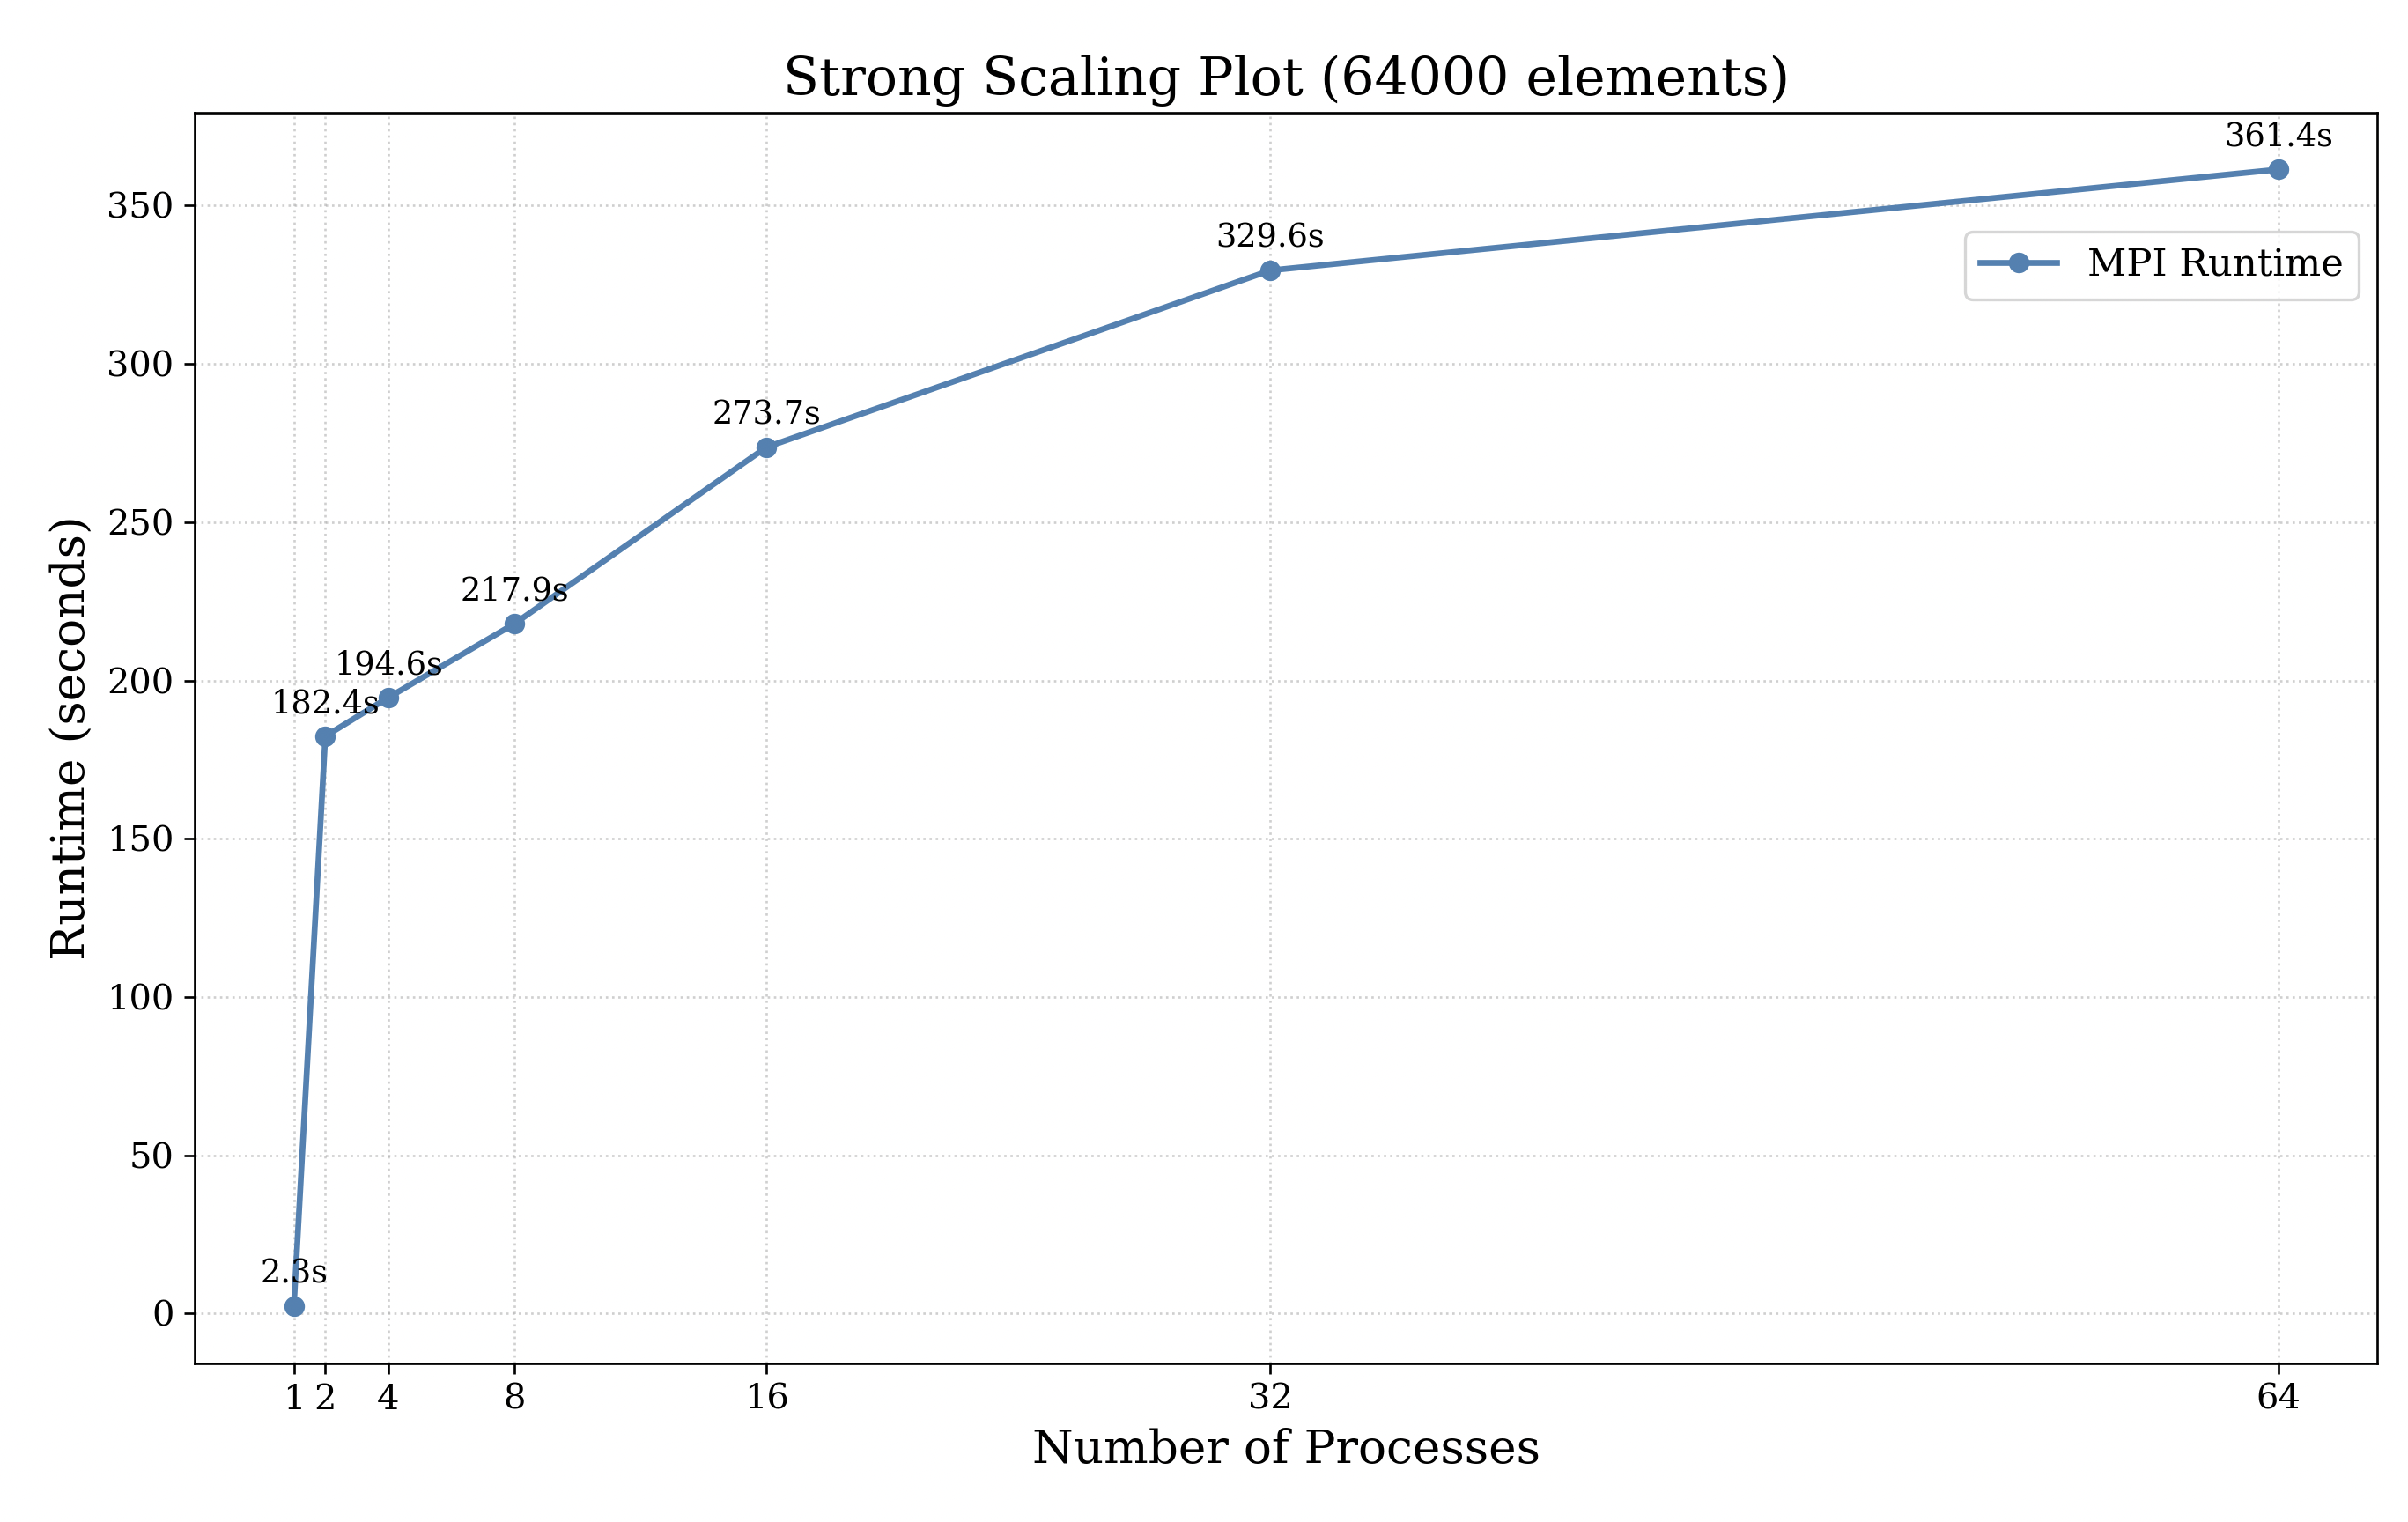 Strong Scaling Plot (64000 elements)
361.4s
350
329.6s
MPI Runtime
300
273.7s
250
217.9s
194.6s
200
182.4s
150
100
50
2.3s
0
Runtime (seconds)
1 2 4 8 16 32 64
Number of Processes